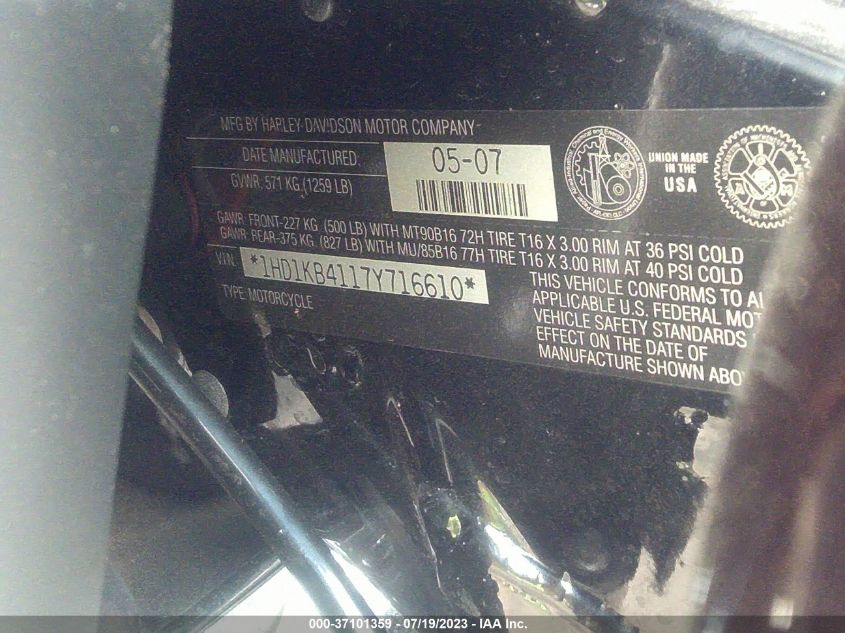 MFG BY HARLEY-DAVIDSON MOTOR COMPANY
DATE MANUFACTURED: 05-07
GVWR: 571 KG (1259 LB)
UNION MADE
IN THE
USA
GAWR: FRONT-227 KG (500 LB) WITH MT90B16 72H TIRE T16 X 3.00 RIM AT 36 PSI COLD
GAWR: REAR-375 KG (827 LB) WITH MU/85B16 77H TIRE T16 X 3.00 RIM AT 40 PSI COLD
VIN: *1HD1KB4117Y716610*
TYPE: MOTORCYCLE
THIS VEHICLE CONFORMS TO AL
APPLICABLE U.S. FEDERAL MOT
VEHICLE SAFETY STANDARDS
EFFECT ON THE DATE OF
MANUFACTURE SHOWN ABO
000-37101359 - 07/19/2023 - IAA Inc.